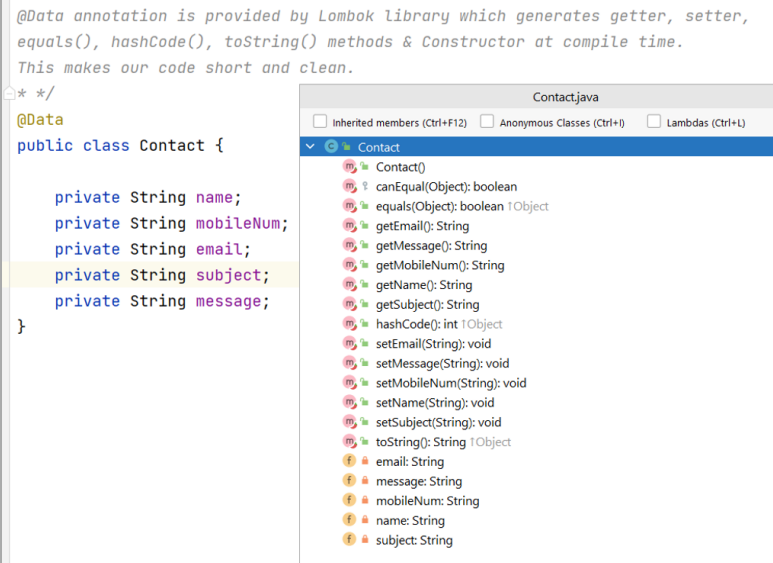 @Data annotation is provided by Lombok library which generates getter, setter,
equals(), hashCode(), toString() methods & Constructor at compile time.
This makes our code short and clean.
* */
@Data
public class Contact {
private String name;
private String mobileNum;
private String email;
private String subject;
private String message;
}
Contact.java
Inherited members (Ctrl+F12) Anonymous Classes (Ctrl+I) Lambdas (Ctrl+L)
C Contact
m Contact()
m canEqual(Object): boolean
m equals(Object): boolean ↑Object
m getEmail(): String
m getMessage(): String
m getMobileNum(): String
m getName(): String
m getSubject(): String
m hashCode(): int ↑Object
m setEmail(String): void
m setMessage(String): void
m setMobileNum(String): void
m setName(String): void
m setSubject(String): void
m toString(): String ↑Object
f email: String
f message: String
f mobileNum: String
f name: String
f subject: String